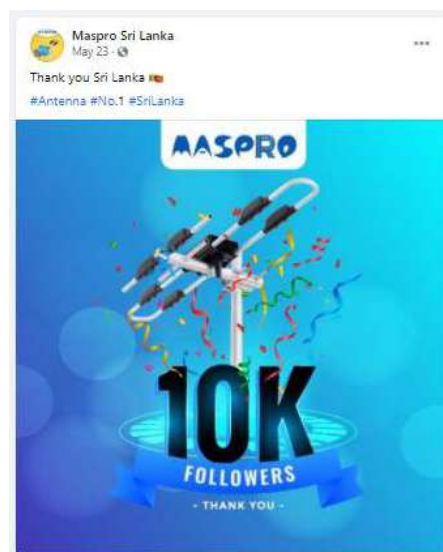 Maspro Sri Lanka
May 23 ·
Thank you Sri Lanka 🇱🇰
#Antenna #No.1 #SriLanka
MASPRO
10K
FOLLOWERS
- THANK YOU -